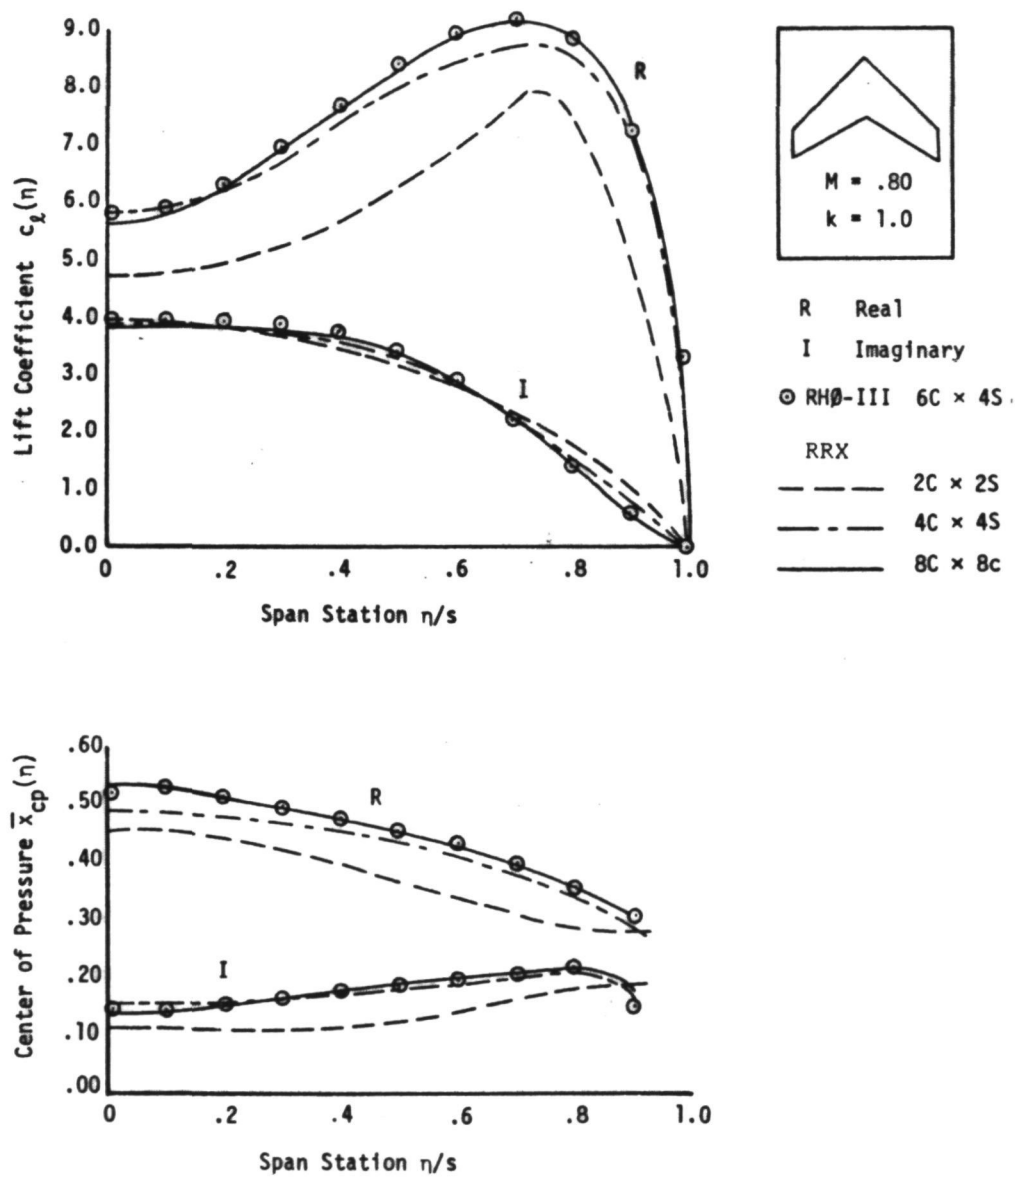 9.0
8.0
7.0
6.0
5.0
4.0
3.0
2.0
1.0
0.0
Lift Coefficient cℓ(η)
R
I
0 .2 .4 .6 .8 1.0
Span Station η/s
M = .80
k = 1.0
R Real
I Imaginary
⊙ RHØ-III 6C × 4S
RRX
2C × 2S
4C × 4S
8C × 8c
.60
.50
.40
.30
.20
.10
.00
Center of Pressure x̄cp(η)
R
I
0 .2 .4 .6 .8 1.0
Span Station η/s